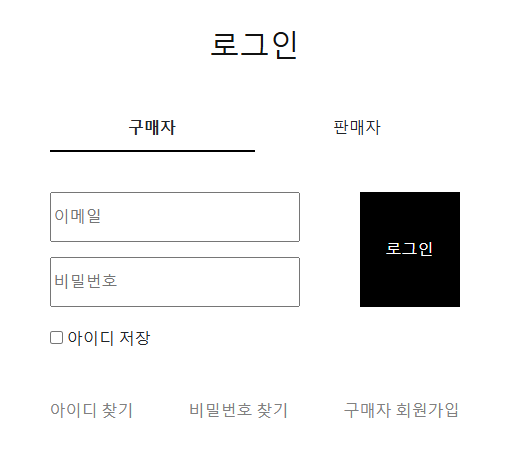 로그인
구매자 판매자
이메일
로그인
비밀번호
아이디 저장
아이디 찾기 비밀번호 찾기 구매자 회원가입